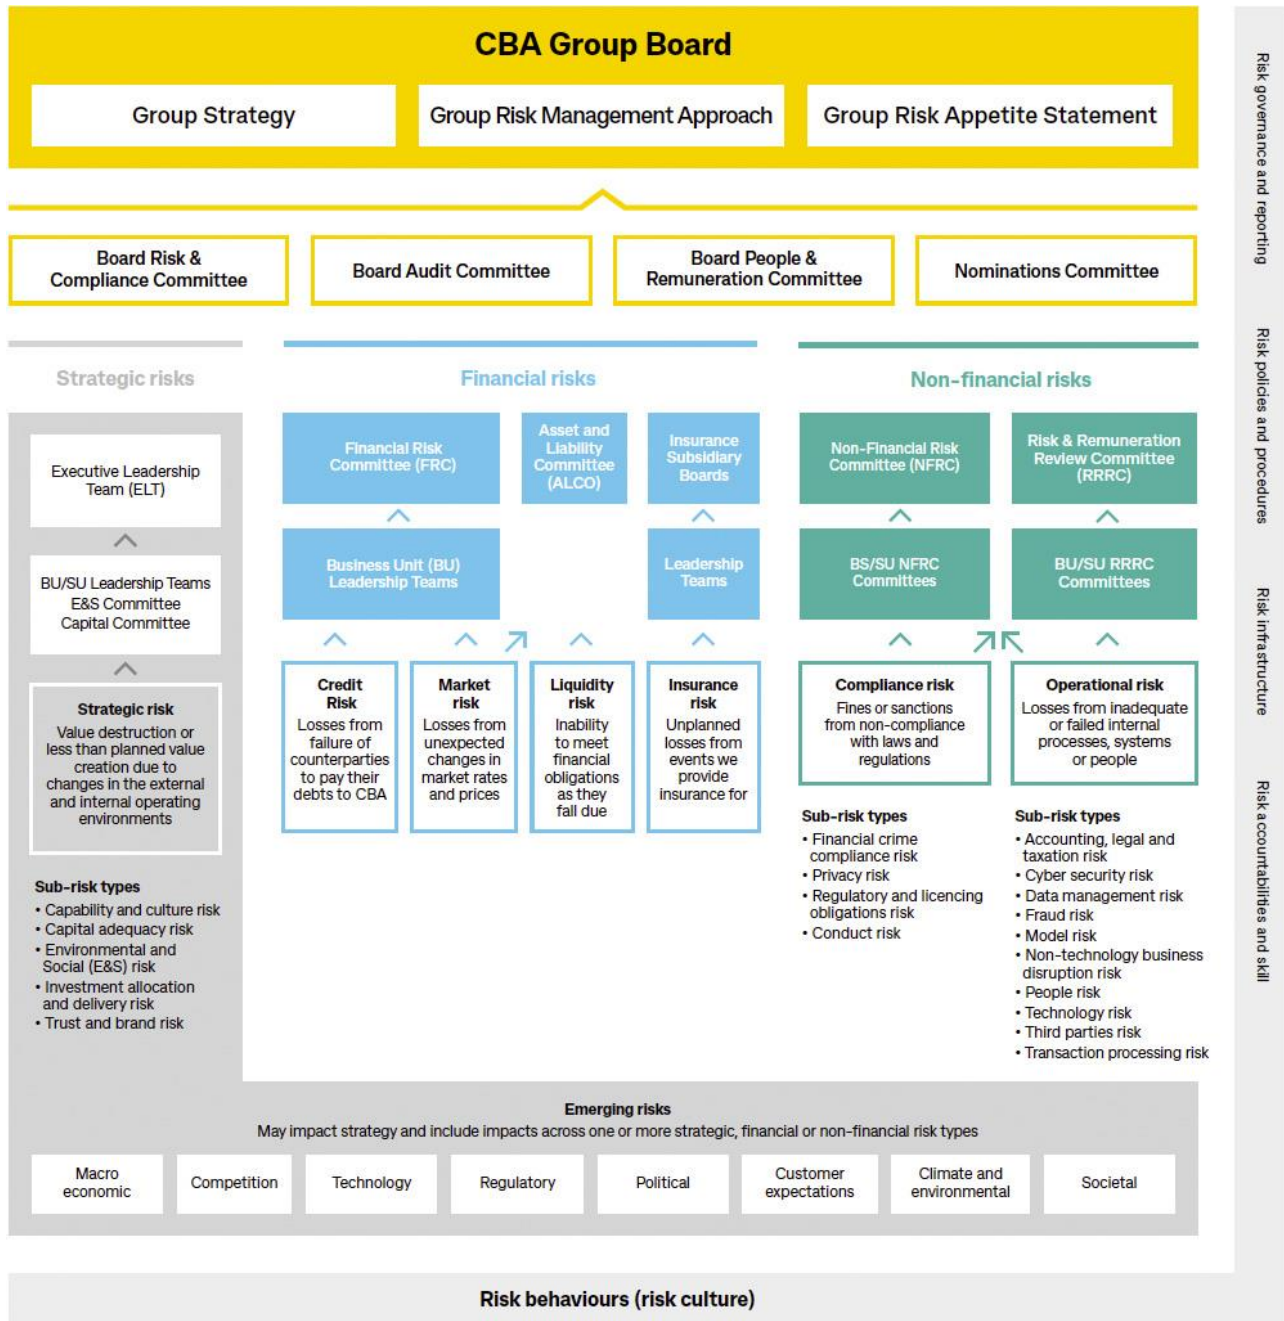 CBA Group Board
Group Strategy
Group Risk Management Approach
Group Risk Appetite Statement
Board Risk &
Compliance Committee
Board Audit Committee
Board People &
Remuneration Committee
Nominations Committee
Strategic risks
Executive Leadership
Team (ELT)
BU/SU Leadership Teams
E&S Committee
Capital Committee
Strategic risk
Value destruction or
less than planned value
creation due to
changes in the external
and internal operating
environments
Sub-risk types
• Capability and culture risk
• Capital adequacy risk
• Environmental and
Social (E&S) risk
• Investment allocation
and delivery risk
• Trust and brand risk
Financial risks
Financial Risk
Committee (FRC)
Asset and
Liability
Committee
(ALCO)
Insurance
Subsidiary
Boards
Business Unit (BU)
Leadership Teams
Leadership
Teams
Credit
Risk
Losses from
failure of
counterparties
to pay their
debts to CBA
Market
risk
Losses from
unexpected
changes in
market rates
and prices
Liquidity
risk
Inability
to meet
financial
obligations
as they
fall due
Insurance
risk
Unplanned
losses from
events we
provide
insurance for
Non-financial risks
Non-Financial Risk
Committee (NFRC)
Risk & Remuneration
Review Committee
(RRRC)
BS/SU NFRC
Committees
BU/SU RRRC
Committees
Compliance risk
Fines or sanctions
from non-compliance
with laws and
regulations
Operational risk
Losses from inadequate
or failed internal
processes, systems
or people
Sub-risk types
• Financial crime
compliance risk
• Privacy risk
• Regulatory and licencing
obligations risk
• Conduct risk
Sub-risk types
• Accounting, legal and
taxation risk
• Cyber security risk
• Data management risk
• Fraud risk
• Model risk
• Non-technology business
disruption risk
• People risk
• Technology risk
• Third parties risk
• Transaction processing risk
Emerging risks
May impact strategy and include impacts across one or more strategic, financial or non-financial risk types
Macro
economic
Competition
Technology
Regulatory
Political
Customer
expectations
Climate and
environmental
Societal
Risk behaviours (risk culture)
Risk governance and reporting
Risk policies and procedures
Risk infrastructure
Risk accountabilities and skill